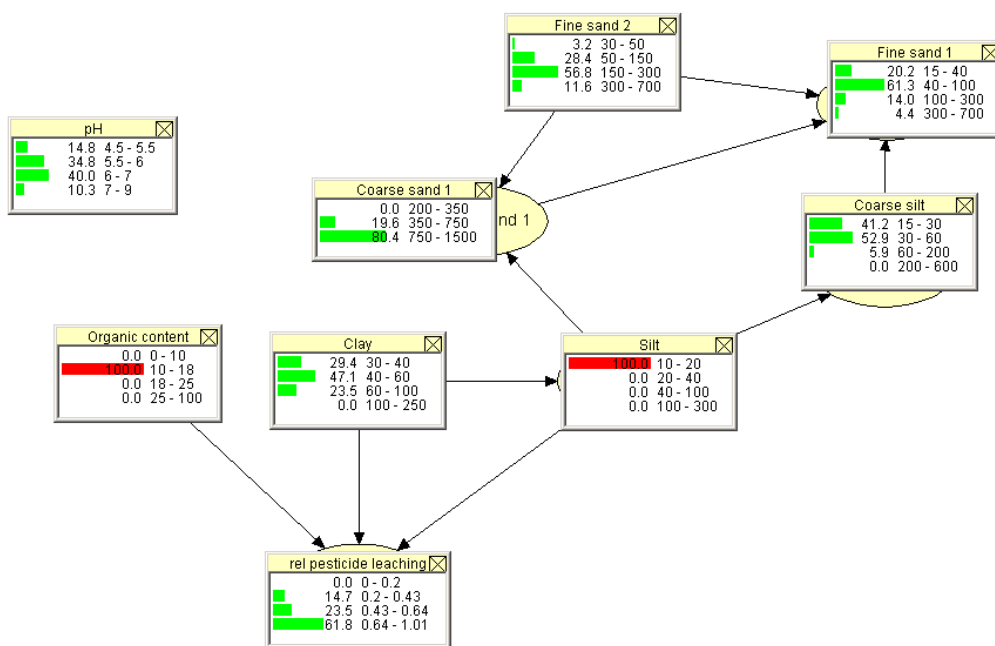 Fine sand 2
3.2 30 - 50
28.4 50 - 150
56.8 150 - 300
11.6 300 - 700
Fine sand 1
20.2 15 - 40
61.3 40 - 100
14.0 100 - 300
4.4 300 - 700
pH
14.8 4.5 - 5.5
34.8 5.5 - 6
40.0 6 - 7
10.3 7 - 9
Coarse sand 1
0.0 200 - 350
19.6 350 - 750
80.4 750 - 1500
nd 1
Coarse silt
41.2 15 - 30
52.9 30 - 60
5.9 60 - 200
0.0 200 - 600
Organic content
0.0 0 - 10
100.0 10 - 18
0.0 18 - 25
0.0 25 - 100
Clay
29.4 30 - 40
47.1 40 - 60
23.5 60 - 100
0.0 100 - 250
Silt
100.0 10 - 20
0.0 20 - 40
0.0 40 - 100
0.0 100 - 300
rel pesticide leaching
0.0 0 - 0.2
14.7 0.2 - 0.43
23.5 0.43 - 0.64
61.8 0.64 - 1.01